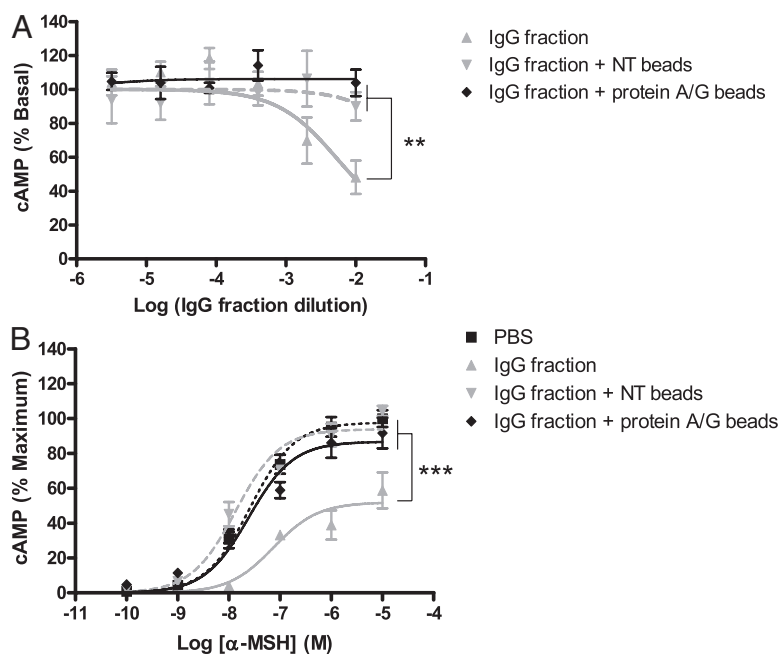 A
140
120
100
80
60
40
20
0
cAMP (% Basal)
-6 -5 -4 -3 -2 -1
Log (IgG fraction dilution)
**
IgG fraction
IgG fraction + NT beads
IgG fraction + protein A/G beads
B
140
120
100
80
60
40
20
0
cAMP (% Maximum)
-11 -10 -9 -8 -7 -6 -5 -4
Log [α-MSH] (M)
***
PBS
IgG fraction
IgG fraction + NT beads
IgG fraction + protein A/G beads